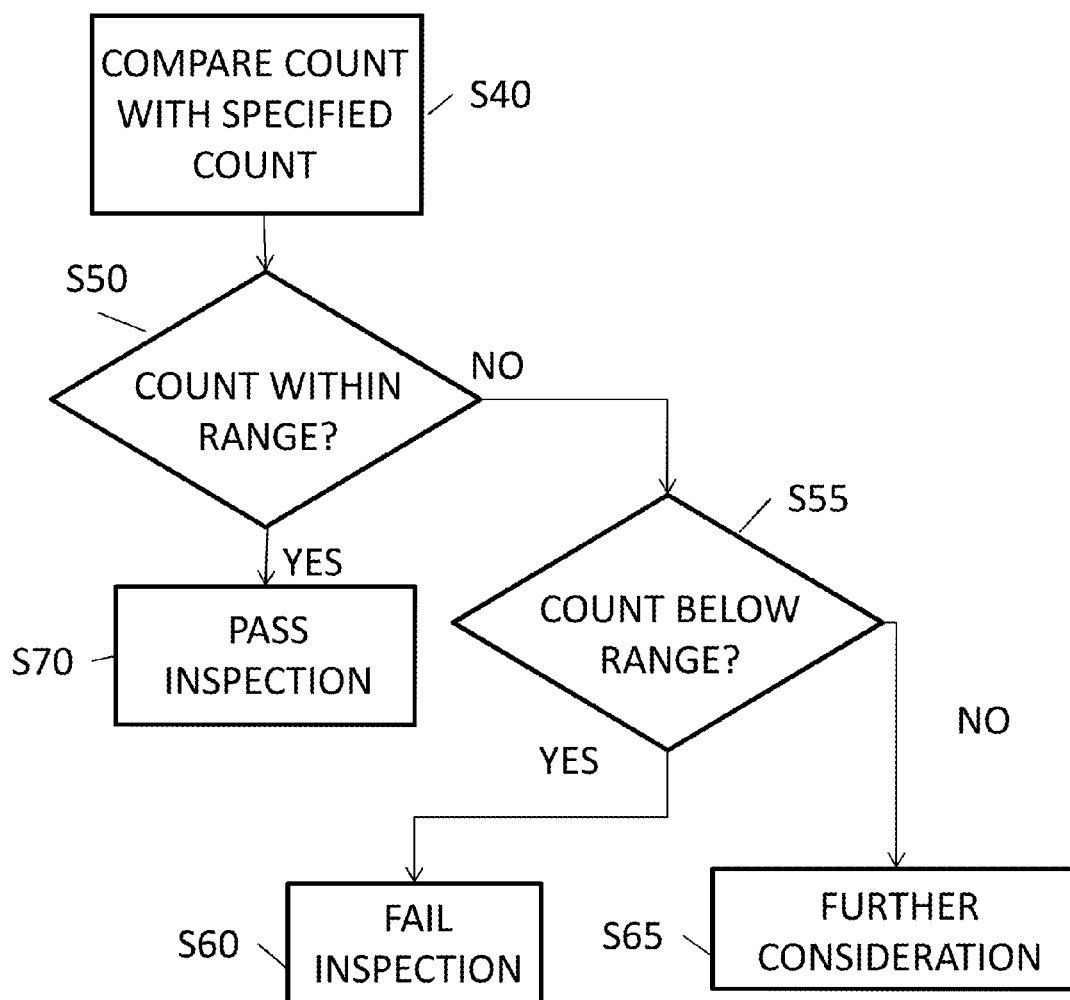 COMPARE COUNT
WITH SPECIFIED
COUNT
S40
S50
COUNT WITHIN
RANGE?
NO
YES
S70
PASS
INSPECTION
S55
COUNT BELOW
RANGE?
YES
NO
S60
FAIL
INSPECTION
S65
FURTHER
CONSIDERATION